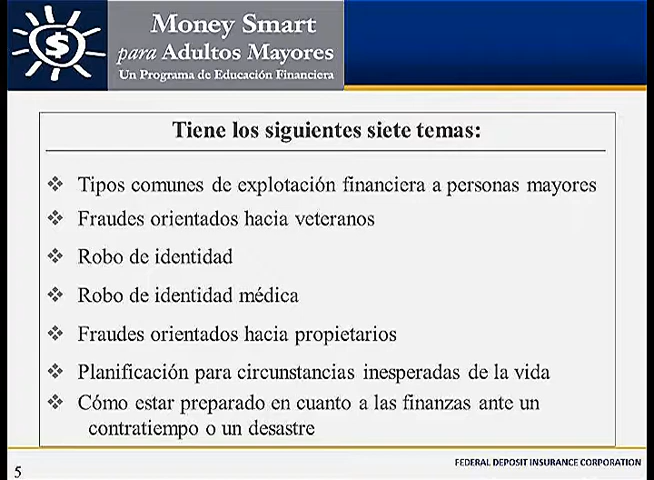 Money Smart
para Adultos Mayores
Un Programa de Educación Financiera
Tiene los siguientes siete temas:
Tipos comunes de explotación financiera a personas mayores
Fraudes orientados hacia veteranos
Robo de identidad
Robo de identidad médica
Fraudes orientados hacia propietarios
Planificación para circunstancias inesperadas de la vida
Cómo estar preparado en cuanto a las finanzas ante un
contratiempo o un desastre
FEDERAL DEPOSIT INSURANCE CORPORATION
5